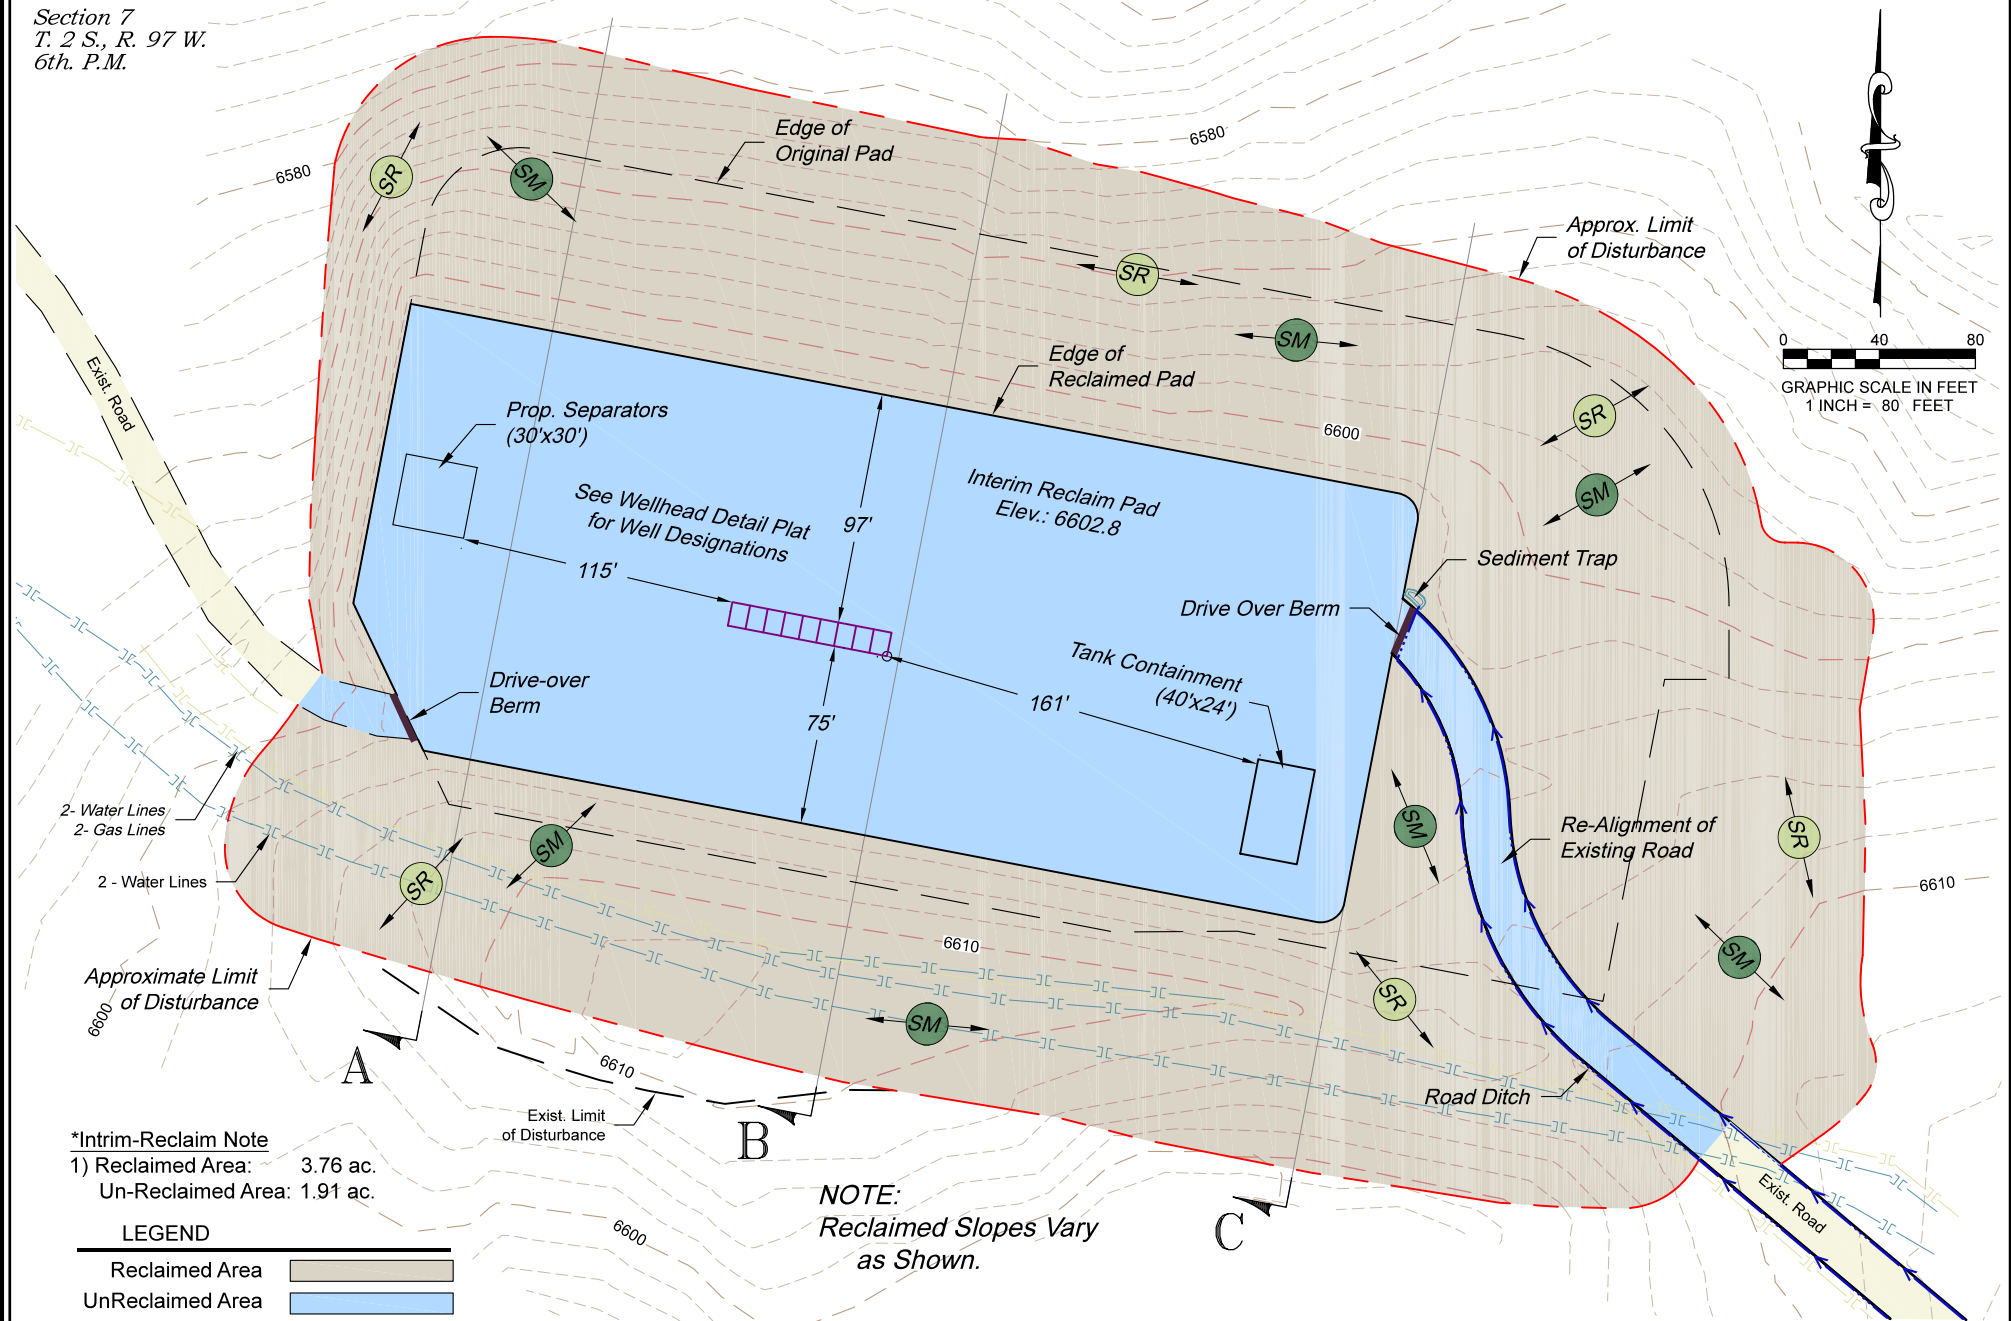 Section 7
T. 2 S., R. 97 W.
6th. P.M.
Edge of
Original Pad
6580
6580
SR
SM
Approx. Limit
of Disturbance
SR
SM
0 40 80
GRAPHIC SCALE IN FEET
1 INCH = 80 FEET
Exist. Road
Edge of
Reclaimed Pad
Prop. Separators
(30'x30')
6600
SR
SM
See Wellhead Detail Plat
for Well Designations
97'
Interim Reclaim Pad
Elev.: 6602.8
115'
Sediment Trap
Drive Over Berm
Tank Containment
(40'x24')
Drive-over
Berm
75'
161'
2- Water Lines
2- Gas Lines
2 - Water Lines
SM
SR
SM
SR
Re-Alignment of
Existing Road
6610
SM
6610
Approximate Limit
of Disturbance
6600
SR
SM
A
6610
Exist. Limit
of Disturbance
B
Road Ditch
*Intrim-Reclaim Note
1) Reclaimed Area: 3.76 ac.
Un-Reclaimed Area: 1.91 ac.
NOTE:
Reclaimed Slopes Vary
as Shown.
C
Exist. Road
6600
LEGEND
Reclaimed Area
UnReclaimed Area